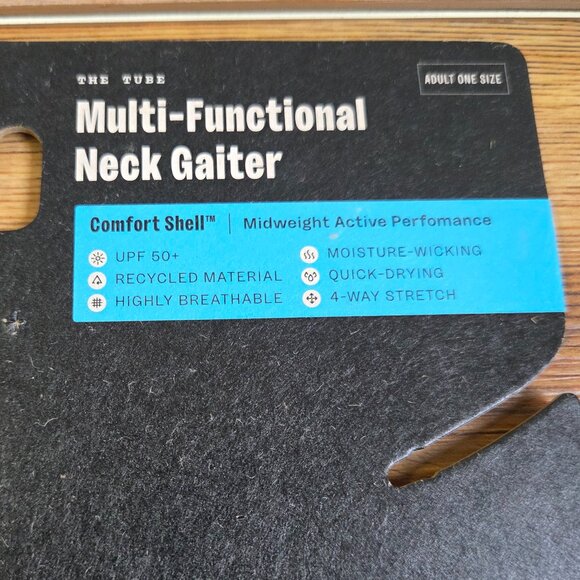 THE TUBE
ADULT ONE SIZE
Multi-Functional
Neck Gaiter
Comfort Shell™ | Midweight Active Perfomance
UPF 50+
RECYCLED MATERIAL
HIGHLY BREATHABLE
MOISTURE-WICKING
QUICK-DRYING
4-WAY STRETCH